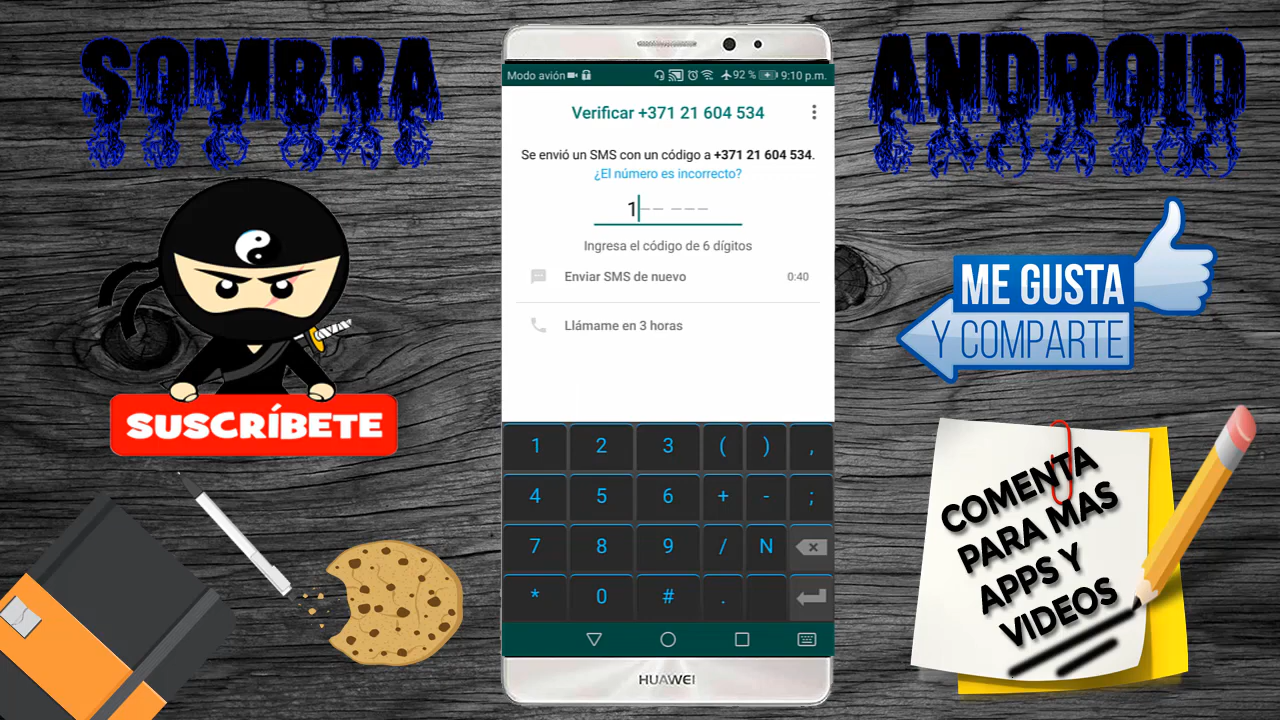 SOMBRA
ANDROID
Modo avión
92 %
9:10 p.m.
Verificar +371 21 604 534
Se envió un SMS con un código a +371 21 604 534.
¿El número es incorrecto?
1
Ingresa el código de 6 dígitos
Enviar SMS de nuevo
0:40
Llámame en 3 horas
1 2 3 ( ) ,
4 5 6 + - ;
7 8 9 / N
* 0 # .
HUAWEI
SUSCRÍBETE
ME GUSTA
Y COMPARTE
COMENTA
PARA MAS
APPS Y
VIDEOS